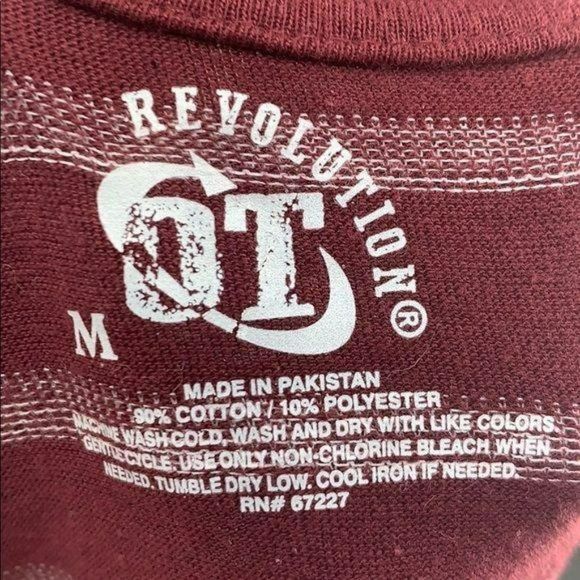 REVOLUTION®
OT
M
MADE IN PAKISTAN
90% COTTON / 10% POLYESTER
MACHINE WASH COLD, WASH AND DRY WITH LIKE COLORS.
GENTLE CYCLE. USE ONLY NON-CHLORINE BLEACH WHEN
NEEDED. TUMBLE DRY LOW. COOL IRON IF NEEDED.
RN# 67227